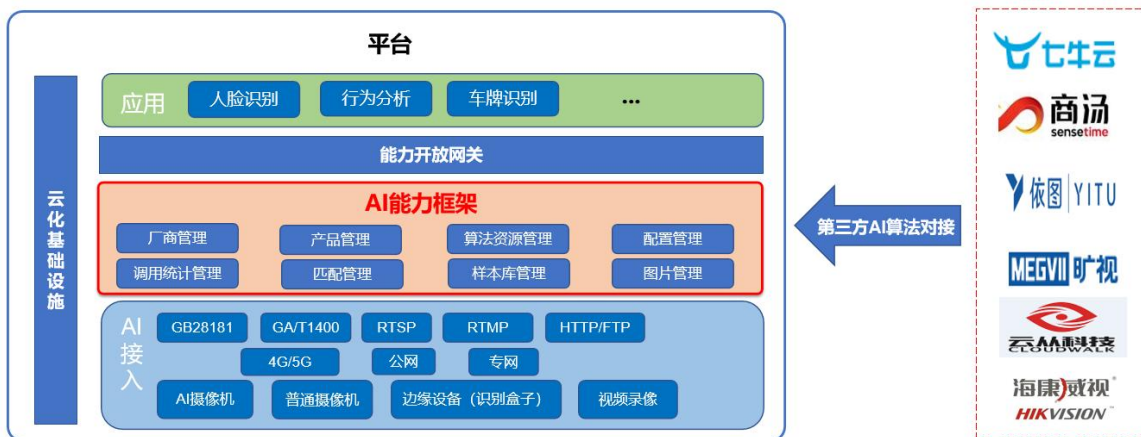 平台
云化基础设施
应用
人脸识别
行为分析
车牌识别
...
能力开放网关
AI能力框架
厂商管理
产品管理
算法资源管理
配置管理
调用统计管理
匹配管理
样本库管理
图片管理
AI接入
GB28181
GA/T1400
RTSP
RTMP
HTTP/FTP
4G/5G
公网
专网
AI摄像机
普通摄像机
边缘设备（识别盒子）
视频录像
第三方AI算法对接
七牛云
商汤
sensetime
依图 | YITU
MEGVII 旷视
云从科技
CLOUDWALK
海康威视
HIKVISION